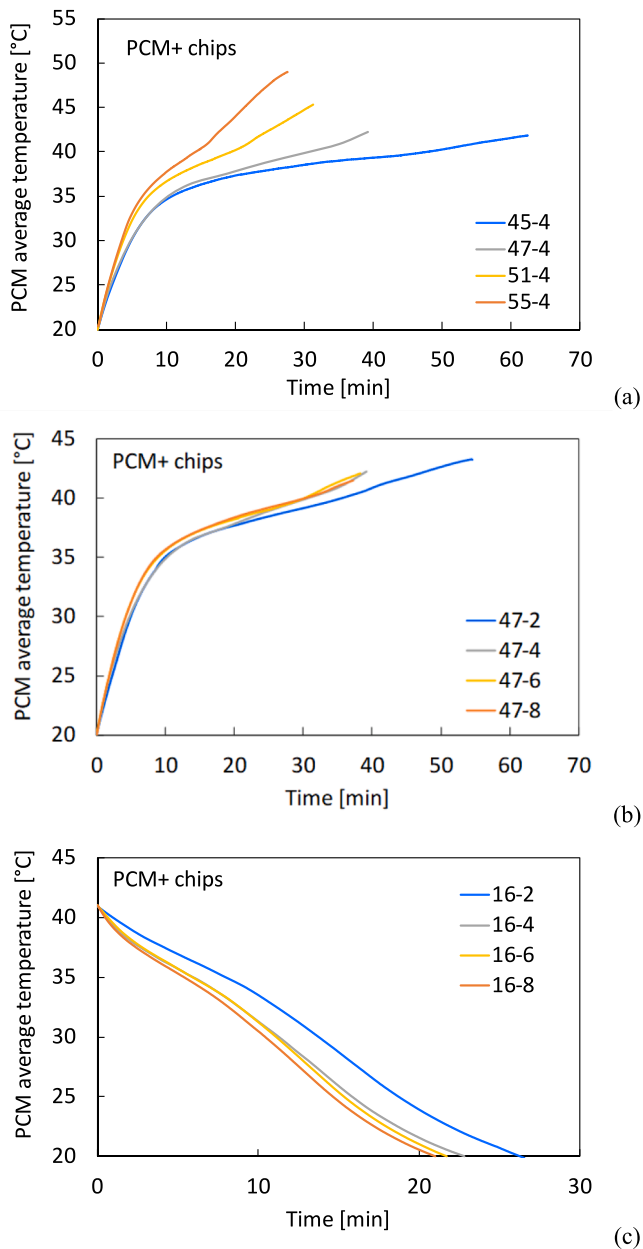 PCM+ chips
PCM average temperature [°C]
55
50
45
40
35
30
25
20
45-4
47-4
51-4
55-4
0 10 20 30 40 50 60 70
Time [min]
(a)
PCM+ chips
PCM average temperature [°C]
45
40
35
30
25
20
47-2
47-4
47-6
47-8
0 10 20 30 40 50 60 70
Time [min]
(b)
PCM+ chips
PCM average temperature [°C]
45
40
35
30
25
20
16-2
16-4
16-6
16-8
0 10 20 30
Time [min]
(c)